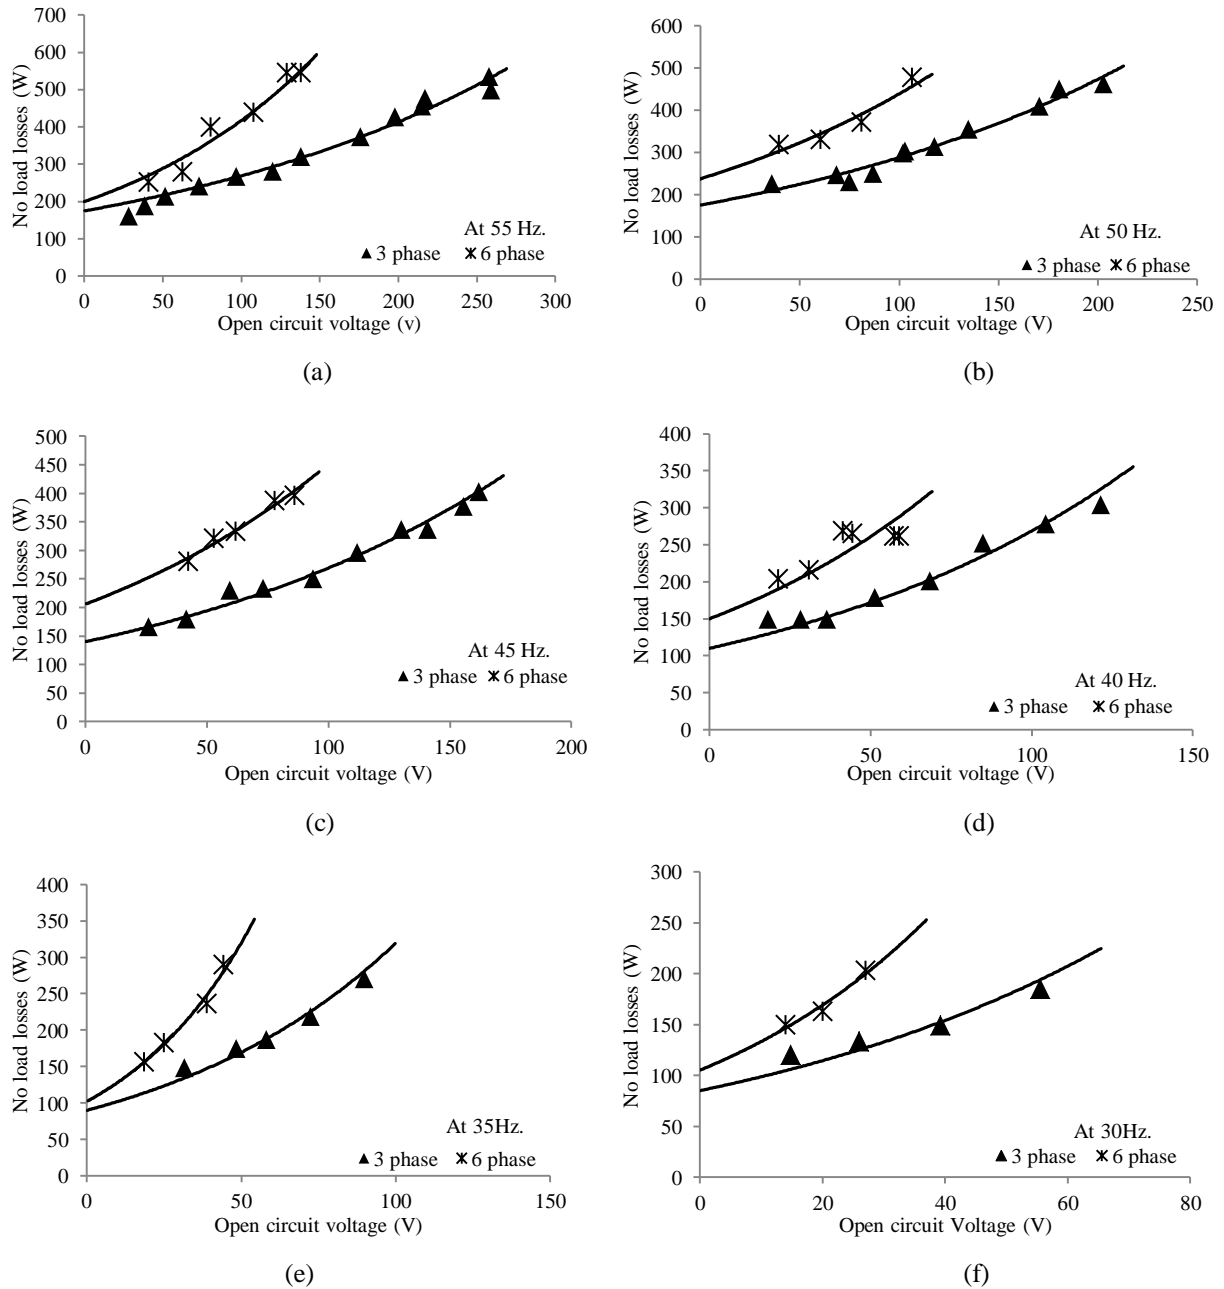 No load losses (W)
700
600
500
400
300
200
100
0
0 50 100 150 200 250 300
Open circuit voltage (v)
At 55 Hz.
3 phase 6 phase
(a)
No load losses (W)
600
500
400
300
200
100
0
0 50 100 150 200 250
Open circuit voltage (V)
At 50 Hz.
3 phase 6 phase
(b)
No load losses (W)
500
450
400
350
300
250
200
150
100
50
0
0 50 100 150 200
Open circuit voltage (V)
At 45 Hz.
3 phase 6 phase
(c)
No load losses (W)
400
350
300
250
200
150
100
50
0
0 50 100 150
Open circuit voltage (V)
At 40 Hz.
3 phase 6 phase
(d)
No load losses (W)
400
350
300
250
200
150
100
50
0
0 50 100 150
Open circuit voltage (V)
At 35Hz.
3 phase 6 phase
(e)
No load losses (W)
300
250
200
150
100
50
0
0 20 40 60 80
Open circuit Voltage (V)
At 30Hz.
3 phase 6 phase
(f)